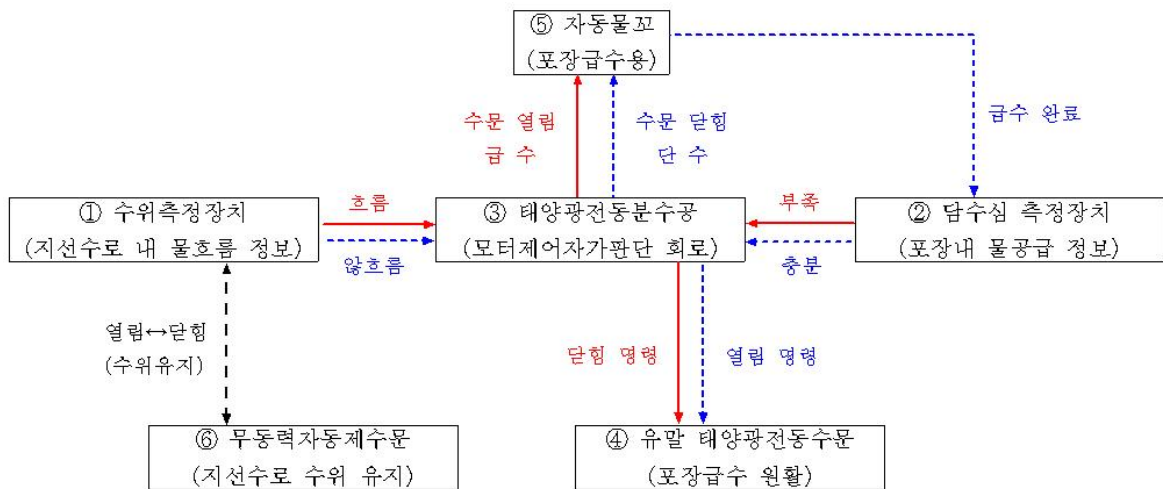 ⑤ 자동물꼬
(포장급수용)
수문 열림
급 수
수문 닫힘
단 수
급수 완료
① 수위측정장치
(지선수로 내 물흐름 정보)
흐름
않흐름
③ 태양광전동분수공
(모터제어자가판단 회로)
부족
충분
② 담수심 측정장치
(포장내 물공급 정보)
열림↔닫힘
(수위유지)
닫힘 명령
열림 명령
⑥ 무동력자동제수문
(지선수로 수위 유지)
④ 유말 태양광전동수문
(포장급수 원활)